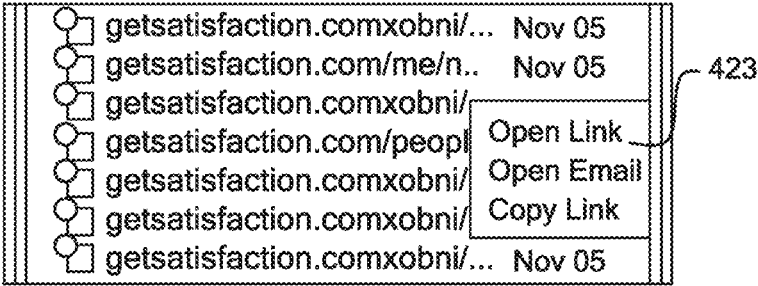 getsatisfaction.comxobni/... Nov 05
getsatisfaction.com/me/n.. Nov 05
getsatisfaction.comxobni/
getsatisfaction.com/peopl
getsatisfaction.comxobni/
getsatisfaction.comxobni/
getsatisfaction.comxobni/... Nov 05
Open Link
Open Email
Copy Link
423